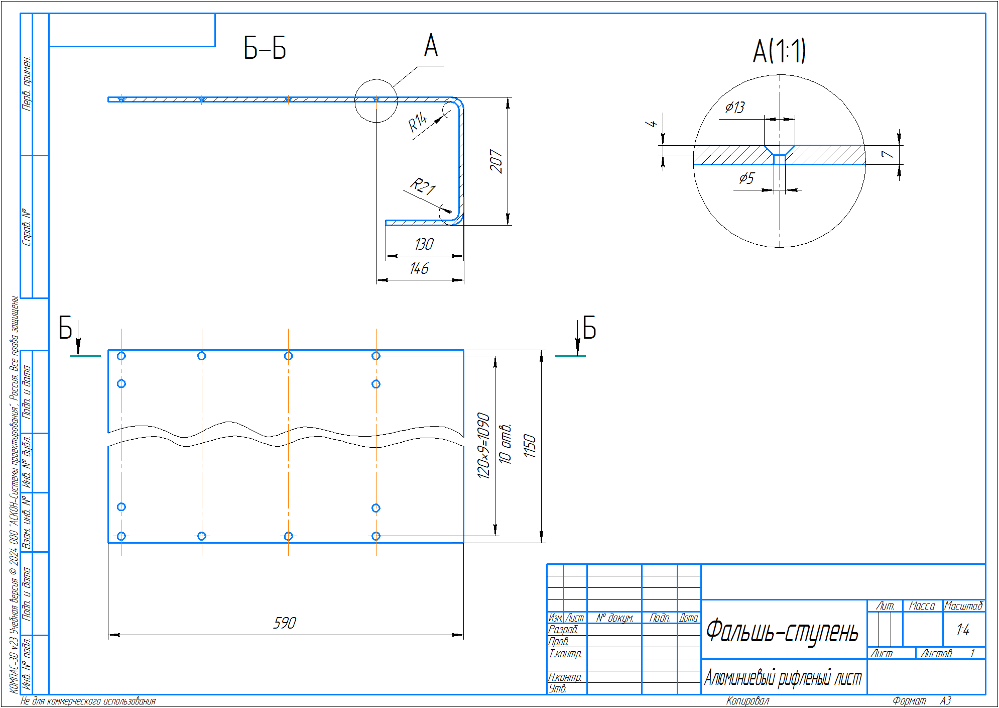 Перв. примен.
Справ. №
Подп. и дата
Инв. № дубл.
Взам. инв. №
Подп. и дата
Инв. № подл.
КОМПАС-3D v23 Учебная версия © 2024 ООО "АСКОН-Системы проектирования", Россия. Все права защищены.
Б-Б
А
R14
R21
207
130
146
А(1:1)
⌀13
4
7
⌀5
Б
Б
120×9=1090
10 отв.
1150
590
Изм. Лист № докум. Подп. Дата
Разраб.
Пров.
Т.контр.
Н.контр.
Утв.
Фальшь-ступень
Алюминиевый рифленый лист
Лит. Масса Масштаб
1:4
Лист Листов 1
Не для коммерческого использования
Копировал
Формат А3